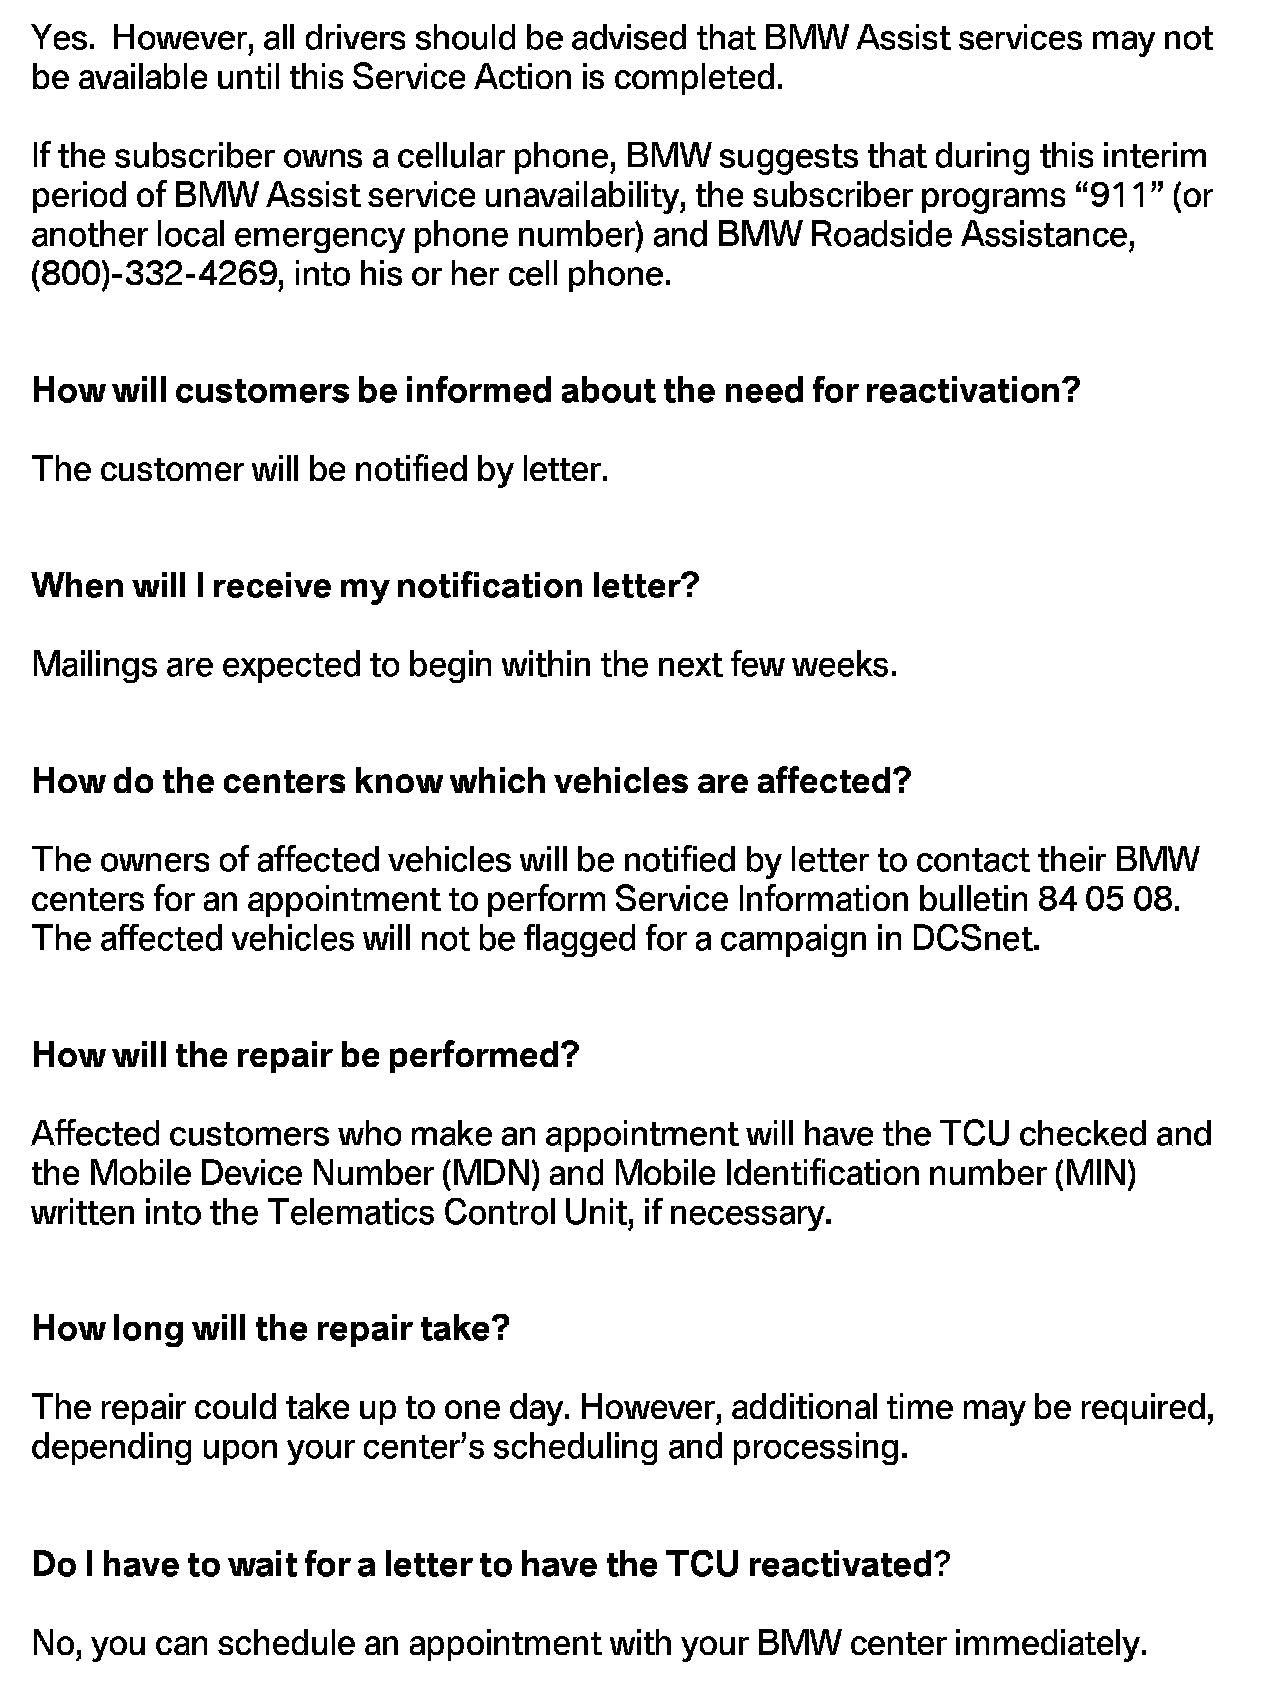 Yes.  However, all drivers should be advised that BMW Assist services may not
be available until this Service Action is completed.
If the subscriber owns a cellular phone, BMW suggests that during this interim
period of BMW Assist service unavailability, the subscriber programs “911” (or
another local emergency phone number) and BMW Roadside Assistance,
(800)-332-4269, into his or her cell phone.
How will customers be informed about the need for reactivation?
The customer will be notified by letter.
When will I receive my notification letter?
Mailings are expected to begin within the next few weeks.
How do the centers know which vehicles are affected?
The owners of affected vehicles will be notified by letter to contact their BMW
centers for an appointment to perform Service Information bulletin 84 05 08.
The affected vehicles will not be flagged for a campaign in DCSnet.
How will the repair be performed?
Affected customers who make an appointment will have the TCU checked and
the Mobile Device Number (MDN) and Mobile Identification number (MIN)
written into the Telematics Control Unit, if necessary.
How long will the repair take?
The repair could take up to one day. However, additional time may be required,
depending upon your center’s scheduling and processing.
Do I have to wait for a letter to have the TCU reactivated?
No, you can schedule an appointment with your BMW center immediately.